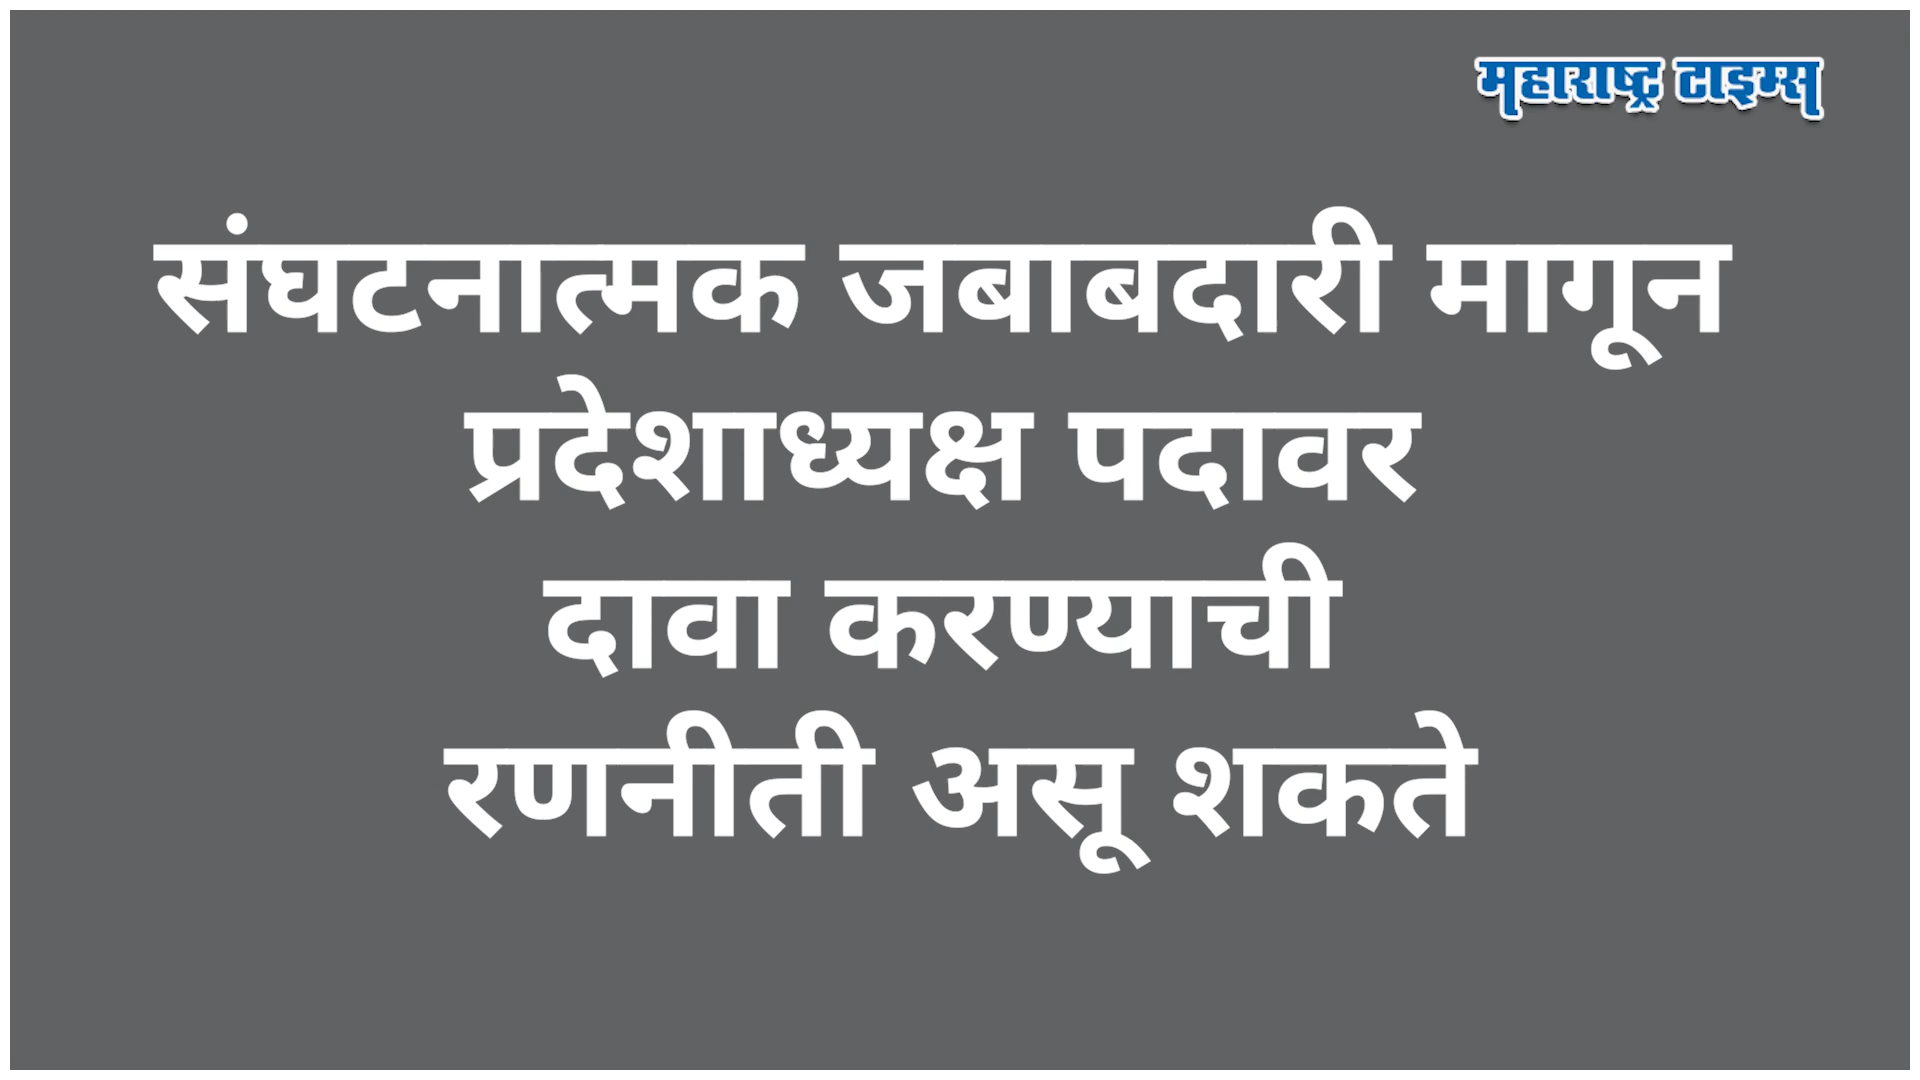 महाराष्ट्र टाइम्स
संघटनात्मक जबाबदारी मागून
प्रदेशाध्यक्ष पदावर
दावा करण्याची
रणनीती असू शकते